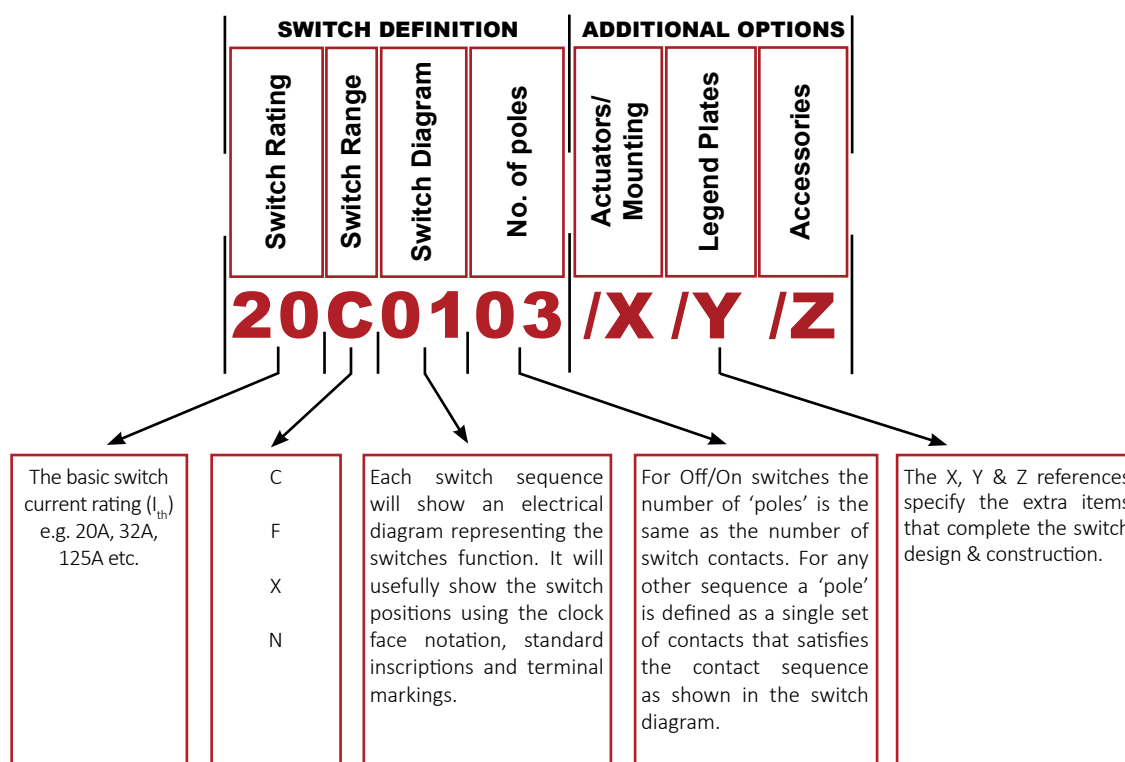 SWITCH DEFINITION
ADDITIONAL OPTIONS
Switch Rating
Switch Range
Switch Diagram
No. of poles
Actuators/
Mounting
Legend Plates
Accessories
20C0103 /X /Y /Z
The basic switch
current rating (Ith)
e.g. 20A, 32A,
125A etc.
C
F
X
N
Each switch sequence
will show an electrical
diagram representing the
switches function. It will
usefully show the switch
positions using the clock
face notation, standard
inscriptions and terminal
markings.
For Off/On switches the
number of ‘poles’ is the
same as the number of
switch contacts. For any
other sequence a ‘pole’
is defined as a single set
of contacts that satisfies
the contact sequence
as shown in the switch
diagram.
The X, Y & Z references
specify the extra items
that complete the switch
design & construction.